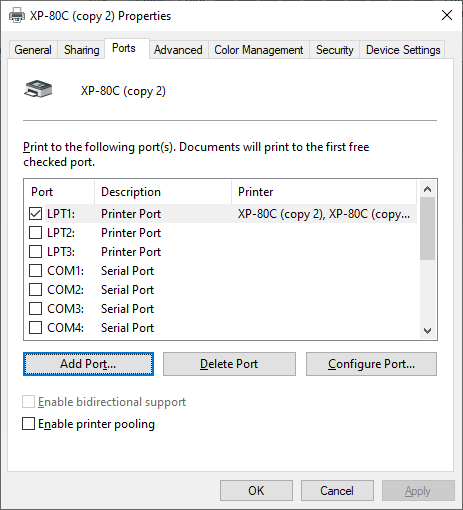 XP-80C (copy 2) Properties
General Sharing Ports Advanced Color Management Security Device Settings
XP-80C (copy 2)
Print to the following port(s). Documents will print to the first free
checked port.
Port Description Printer
LPT1: Printer Port XP-80C (copy 2), XP-80C (copy...
LPT2: Printer Port
LPT3: Printer Port
COM1: Serial Port
COM2: Serial Port
COM3: Serial Port
COM4: Serial Port
Add Port... Delete Port Configure Port...
Enable bidirectional support
Enable printer pooling
OK Cancel Apply